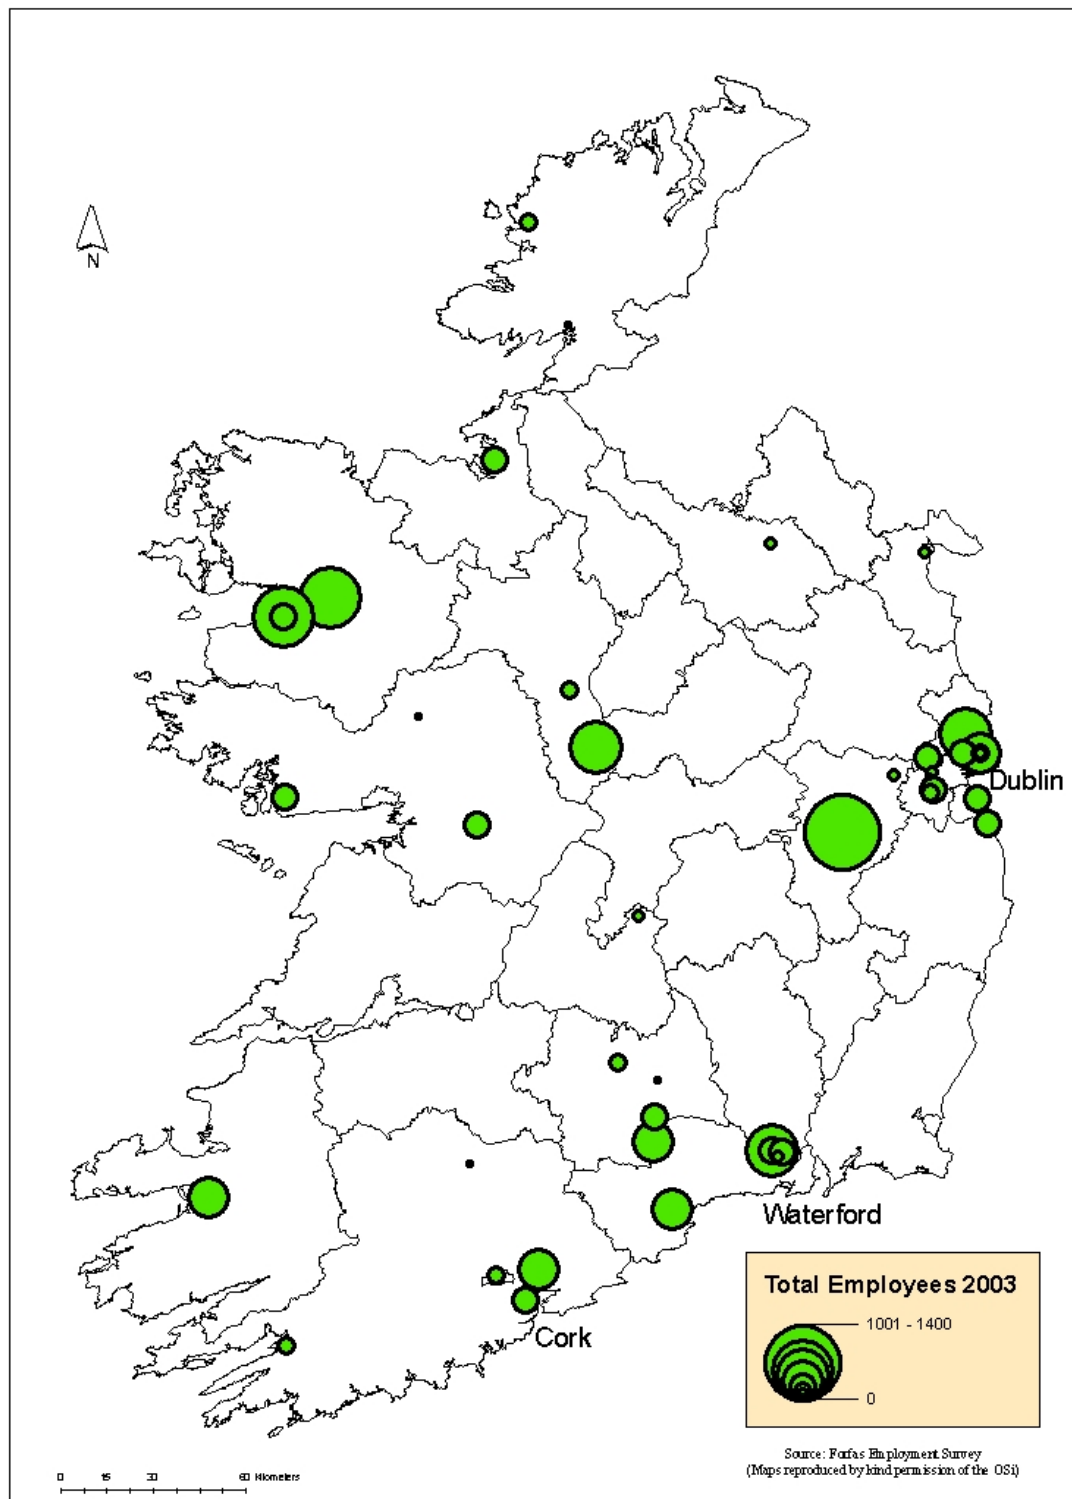 N
Dublin
Waterford
Cork
Total Employees 2003
1001 - 1400
0
Source: Forfas Employment Survey
(Maps reproduced by kind permission of the OSi)
0 15 30 60 Kilometers